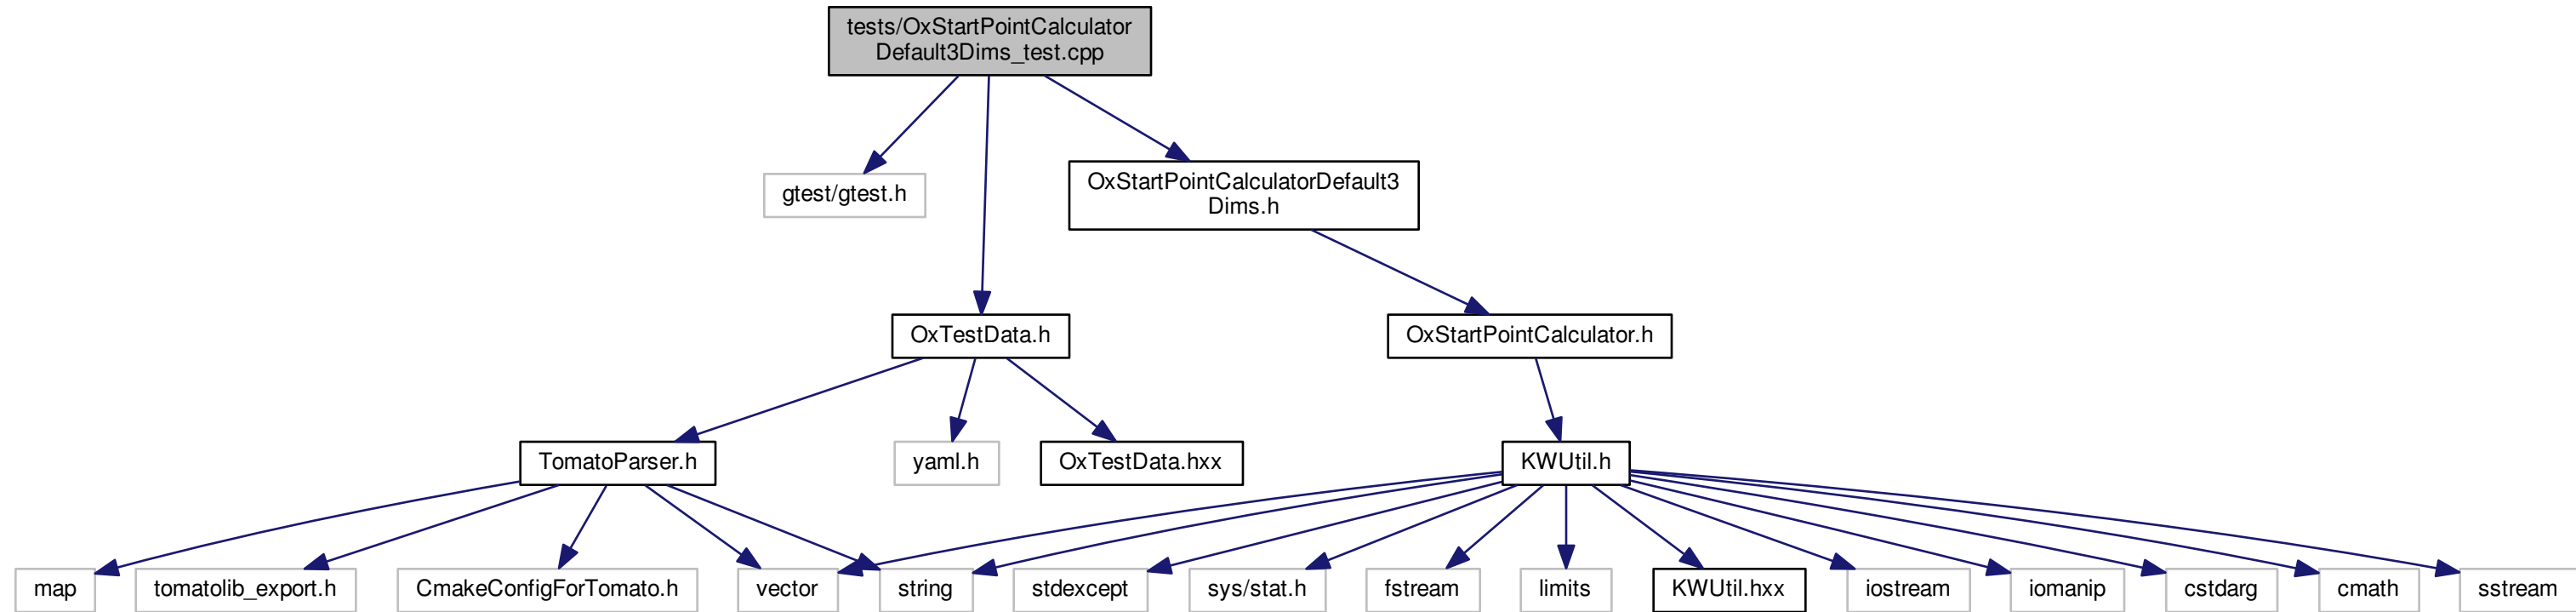 tests/OxStartPointCalculator
Default3Dims_test.cpp
gtest/gtest.h
OxStartPointCalculatorDefault3
Dims.h
OxTestData.h
OxStartPointCalculator.h
TomatoParser.h
yaml.h
OxTestData.hxx
KWUtil.h
map
tomatolib_export.h
CmakeConfigForTomato.h
vector
string
stdexcept
sys/stat.h
fstream
limits
KWUtil.hxx
iostream
iomanip
cstdarg
cmath
sstream